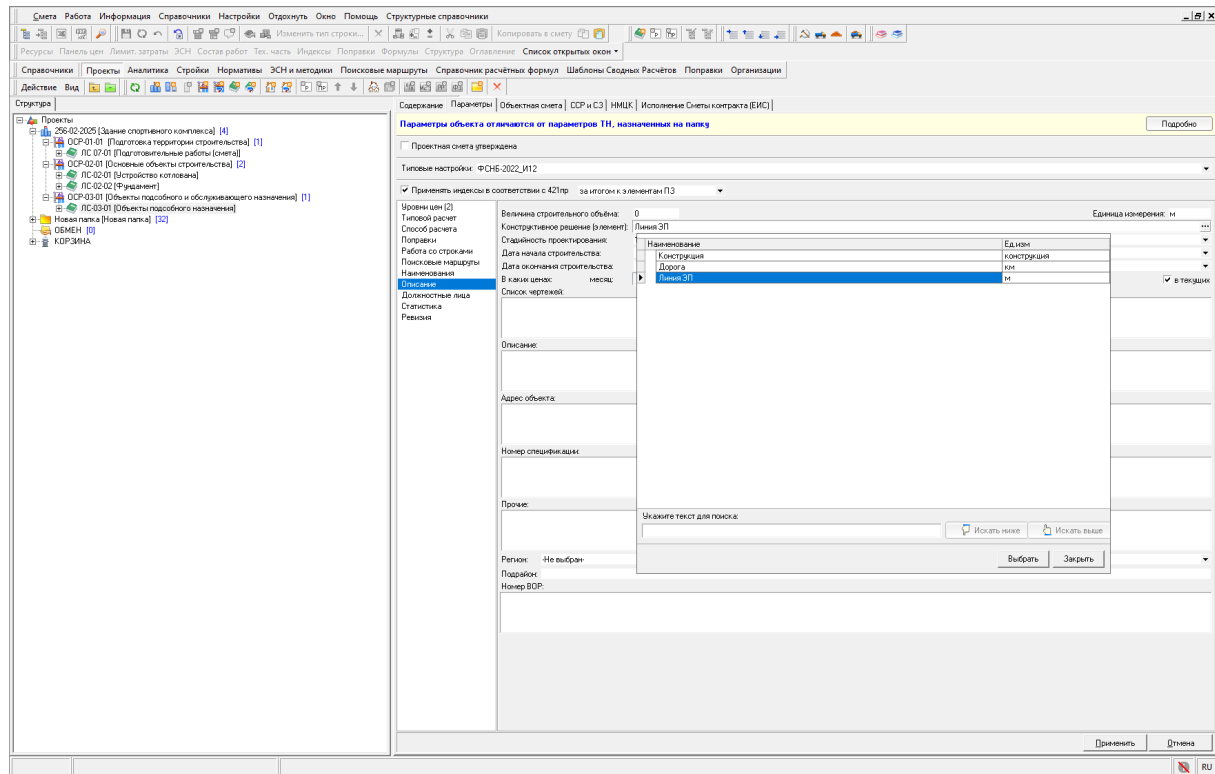 Смета Работа Информация Справочники Настройки Отдохнуть Окно Помощь Структурные справочники
Изменить тип строки... Копировать в смету
Ресурсы Панель цен Лимит. затраты ЭСН Состав работ Тех. часть Индексы Поправки Формулы Структура Оглавление Список открытых окон
Справочники Проекты Аналитика Стройки Нормативы ЭСН и методики Поисковые маршруты Справочник расчётных формул Шаблоны Сводных Расчётов Поправки Организации
Действие Вид
Структура
Проекты
256-02-2025 [Здание спортивного комплекса] [4]
ОСР-01-01 [Подготовка территории строительства] [1]
ЛС 07-01 [Подготовительные работы (смета)]
ОСР-02-01 [Основные объекты строительства] [2]
ЛС-02-01 [Устройство котлована]
ЛС-02-02 [Фундамент]
ОСР-03-01 [Объекты подсобного и обслуживающего назначения] [1]
ЛС-03-01 [Объекты подсобного назначения]
Новая папка [Новая папка] [32]
ОБМЕН [0]
КОРЗИНА
Содержание Параметры Объектная смета ССР и СЗ НМЦК Исполнение Сметы контракта (ЕИС)
Параметры объекта отличаются от параметров ТН, назначенных на папку Подробно
Проектная смета утверждена
Типовые настройки: ФСНБ-2022_И12
Применять индексы в соответствии с 421пр за итогом к элементам ПЗ
Уровни цен (2)
Типовой расчет
Способ расчета
Поправки
Работа со строками
Поисковые маршруты
Наименования
Описание
Должностные лица
Статистика
Ревизия
Величина строительного объёма: 0 Единица измерения: м
Конструктивное решение (элемент): Линия ЭП ...
Стадийность проектирования:
Дата начала строительства:
Дата окончания строительства:
В каких ценах: месяц: в текущих
Список чертежей:
Описание:
Адрес объекта:
Номер спецификации:
Прочие:
Регион: -Не выбран-
Подрайон:
Номер ВОР:
Наименование Ед.изм
Конструкция конструкция
Дорога км
Линия ЭП м
Укажите текст для поиска:
Искать ниже Искать выше
Выбрать Закрыть
Применить Отмена
RU